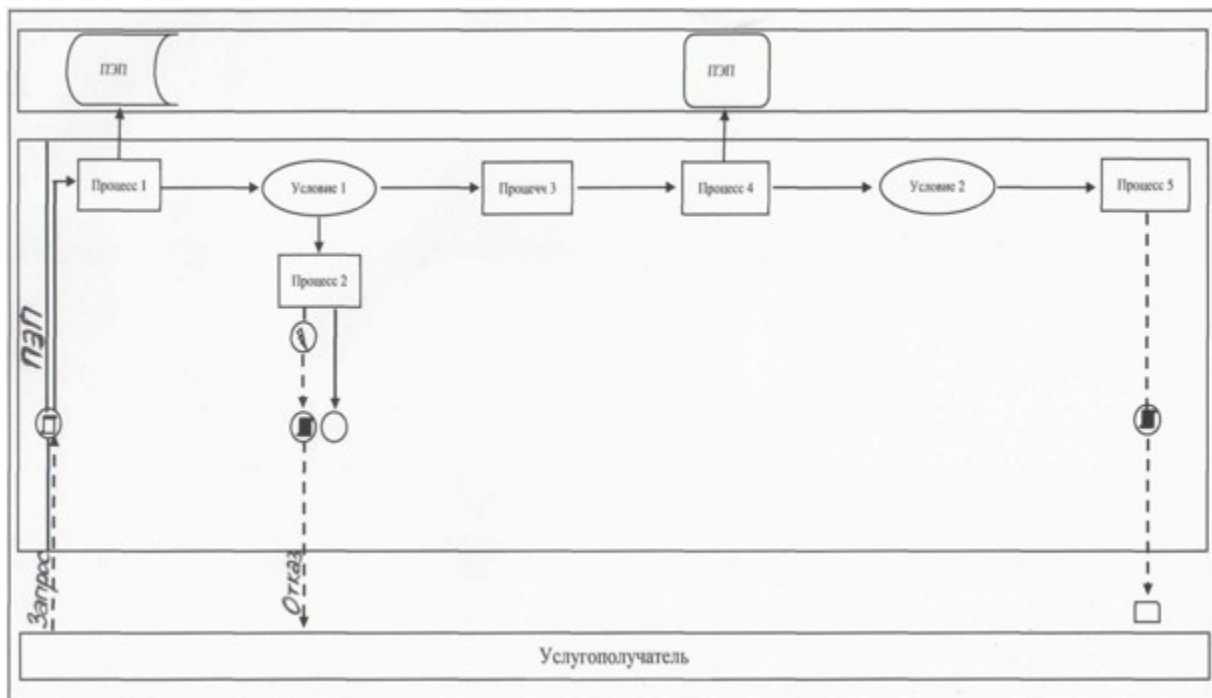 ПЭП
ПЭП
Процесс 1
Условие 1
Процечч 3
Процесс 4
Условие 2
Процесс 5
Процесс 2
ПЭП
Запрос
Отказ
Услугополучатель